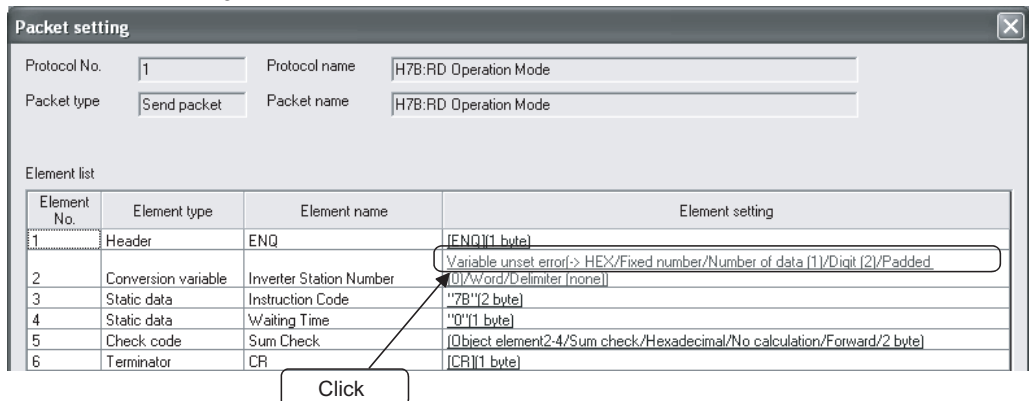 Packet setting
Protocol No. 1 Protocol name H7B:RD Operation Mode
Packet type Send packet Packet name H7B:RD Operation Mode
Element list
Element No. Element type Element name Element setting
1 Header ENQ [ENQ](1 byte)
2 Conversion variable Inverter Station Number Variable unset error(-> HEX/Fixed number/Number of data (1)/Digit (2)/Padded (0)/Word/Delimiter (none))
3 Static data Instruction Code "7B"(2 byte)
4 Static data Waiting Time "0"(1 byte)
5 Check code Sum Check (Object element2-4/Sum check/Hexadecimal/No calculation/Forward/2 byte)
6 Terminator CR [CR](1 byte)
Click